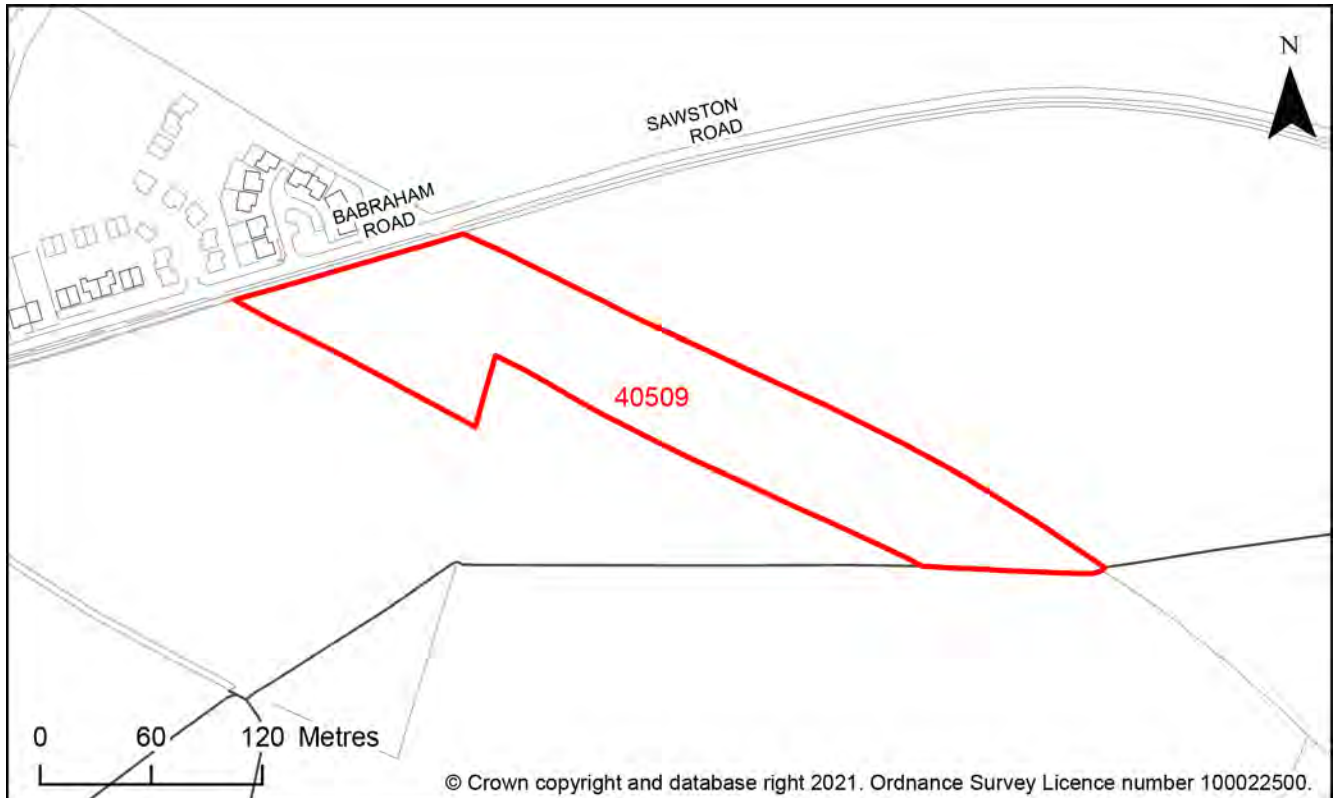 N
SAWSTON
ROAD
BABRAHAM
ROAD
40509
0 60 120 Metres
© Crown copyright and database right 2021. Ordnance Survey Licence number 100022500.